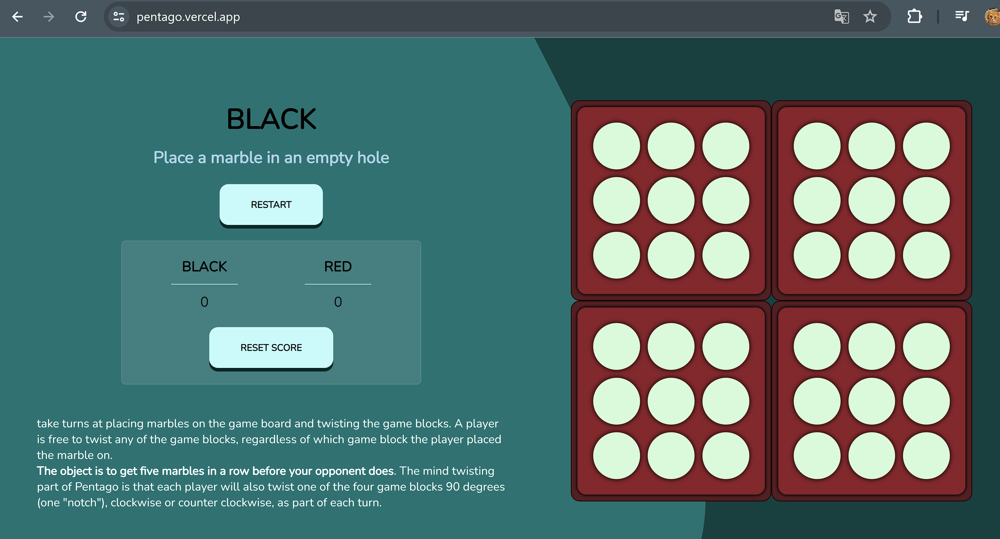 pentago.vercel.app
BLACK
Place a marble in an empty hole
RESTART
BLACK
RED
0
0
RESET SCORE
take turns at placing marbles on the game board and twisting the game blocks. A player
is free to twist any of the game blocks, regardless of which game block the player placed
the marble on.
The object is to get five marbles in a row before your opponent does. The mind twisting
part of Pentago is that each player will also twist one of the four game blocks 90 degrees
(one "notch"), clockwise or counter clockwise, as part of each turn.